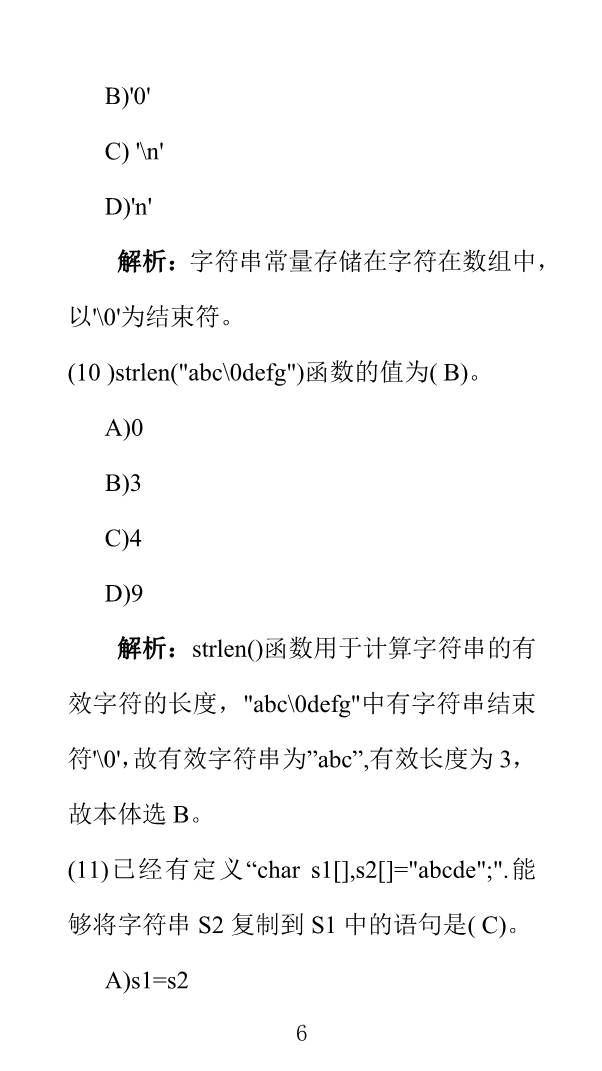 B)'0'
C) '\n'
D)'n'
解析：字符串常量存储在字符在数组中，
以'\0'为结束符。
(10 )strlen("abc\0defg")函数的值为( B)。
A)0
B)3
C)4
D)9
解析：strlen()函数用于计算字符串的有
效字符的长度，"abc\0defg"中有字符串结束
符'\0'，故有效字符串为”abc”,有效长度为 3，
故本体选 B。
(11)已经有定义“char s1[],s2[]="abcde";".能
够将字符串 S2 复制到 S1 中的语句是( C)。
A)s1=s2
6